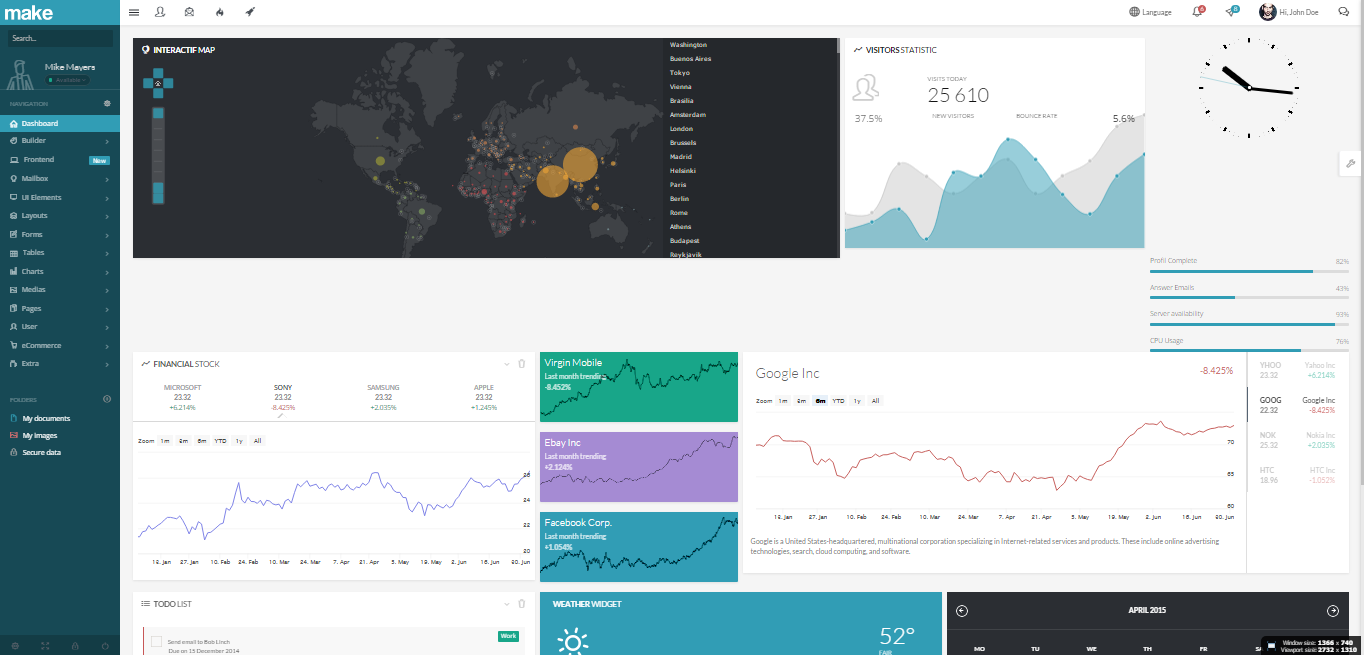 make
Language
4
8
Hi, John Doe
Search...
Mike Mayers
Available
NAVIGATION
Dashboard
Builder
Frontend
New
Mailbox
UI Elements
Layouts
Forms
Tables
Charts
Medias
Pages
User
eCommerce
Extra
FOLDERS
My documents
My images
Secure data
INTERACTIF MAP
Washington
Buenos Aires
Tokyo
Vienna
Brasilia
Amsterdam
London
Brussels
Madrid
Helsinki
Paris
Berlin
Rome
Athens
Budapest
Reykjavik
VISITORS STATISTIC
VISITS TODAY
25 610
37.5%
NEW VISITORS
BOUNCE RATE
5.6%
Profil Complete
82%
Answer Emails
43%
Server availability
93%
CPU Usage
76%
FINANCIAL STOCK
MICROSOFT
23.32
+6.214%
SONY
23.32
-8.425%
SAMSUNG
23.32
+2.035%
APPLE
23.32
+1.245%
Zoom 1m 3m 6m YTD 1y All
26
24
22
20
13. Jan 27. Jan 10. Feb 24. Feb 10. Mar 24. Mar 7. Apr 21. Apr 5. May 19. May 2. Jun 16. Jun 30. Jun
Virgin Mobile
Last month trending
-8.452%
Ebay Inc
Last month trending
+2.124%
Facebook Corp.
Last month trending
+1.054%
Google Inc
-8.425%
Zoom 1m 3m 6m YTD 1y All
70
65
60
13. Jan 27. Jan 10. Feb 24. Feb 10. Mar 24. Mar 7. Apr 21. Apr 5. May 19. May 2. Jun 16. Jun 30. Jun
Google is a United States-headquartered, multinational corporation specializing in Internet-related services and products. These include online advertising
technologies, search, cloud computing, and software.
YHOO Yahoo Inc
23.32 +6.214%
GOOG Google Inc
22.32 -8.425%
NOK Nokia Inc
25.32 +2.035%
HTC HTC Inc
18.96 -1.052%
TODO LIST
Send email to Bob Linch
Due on 15 December 2014
Work
WEATHER WIDGET
52°
APRIL 2015
MO TU WE TH FR
Window size: 1366 x 740
Viewport size: 2732 x 1310